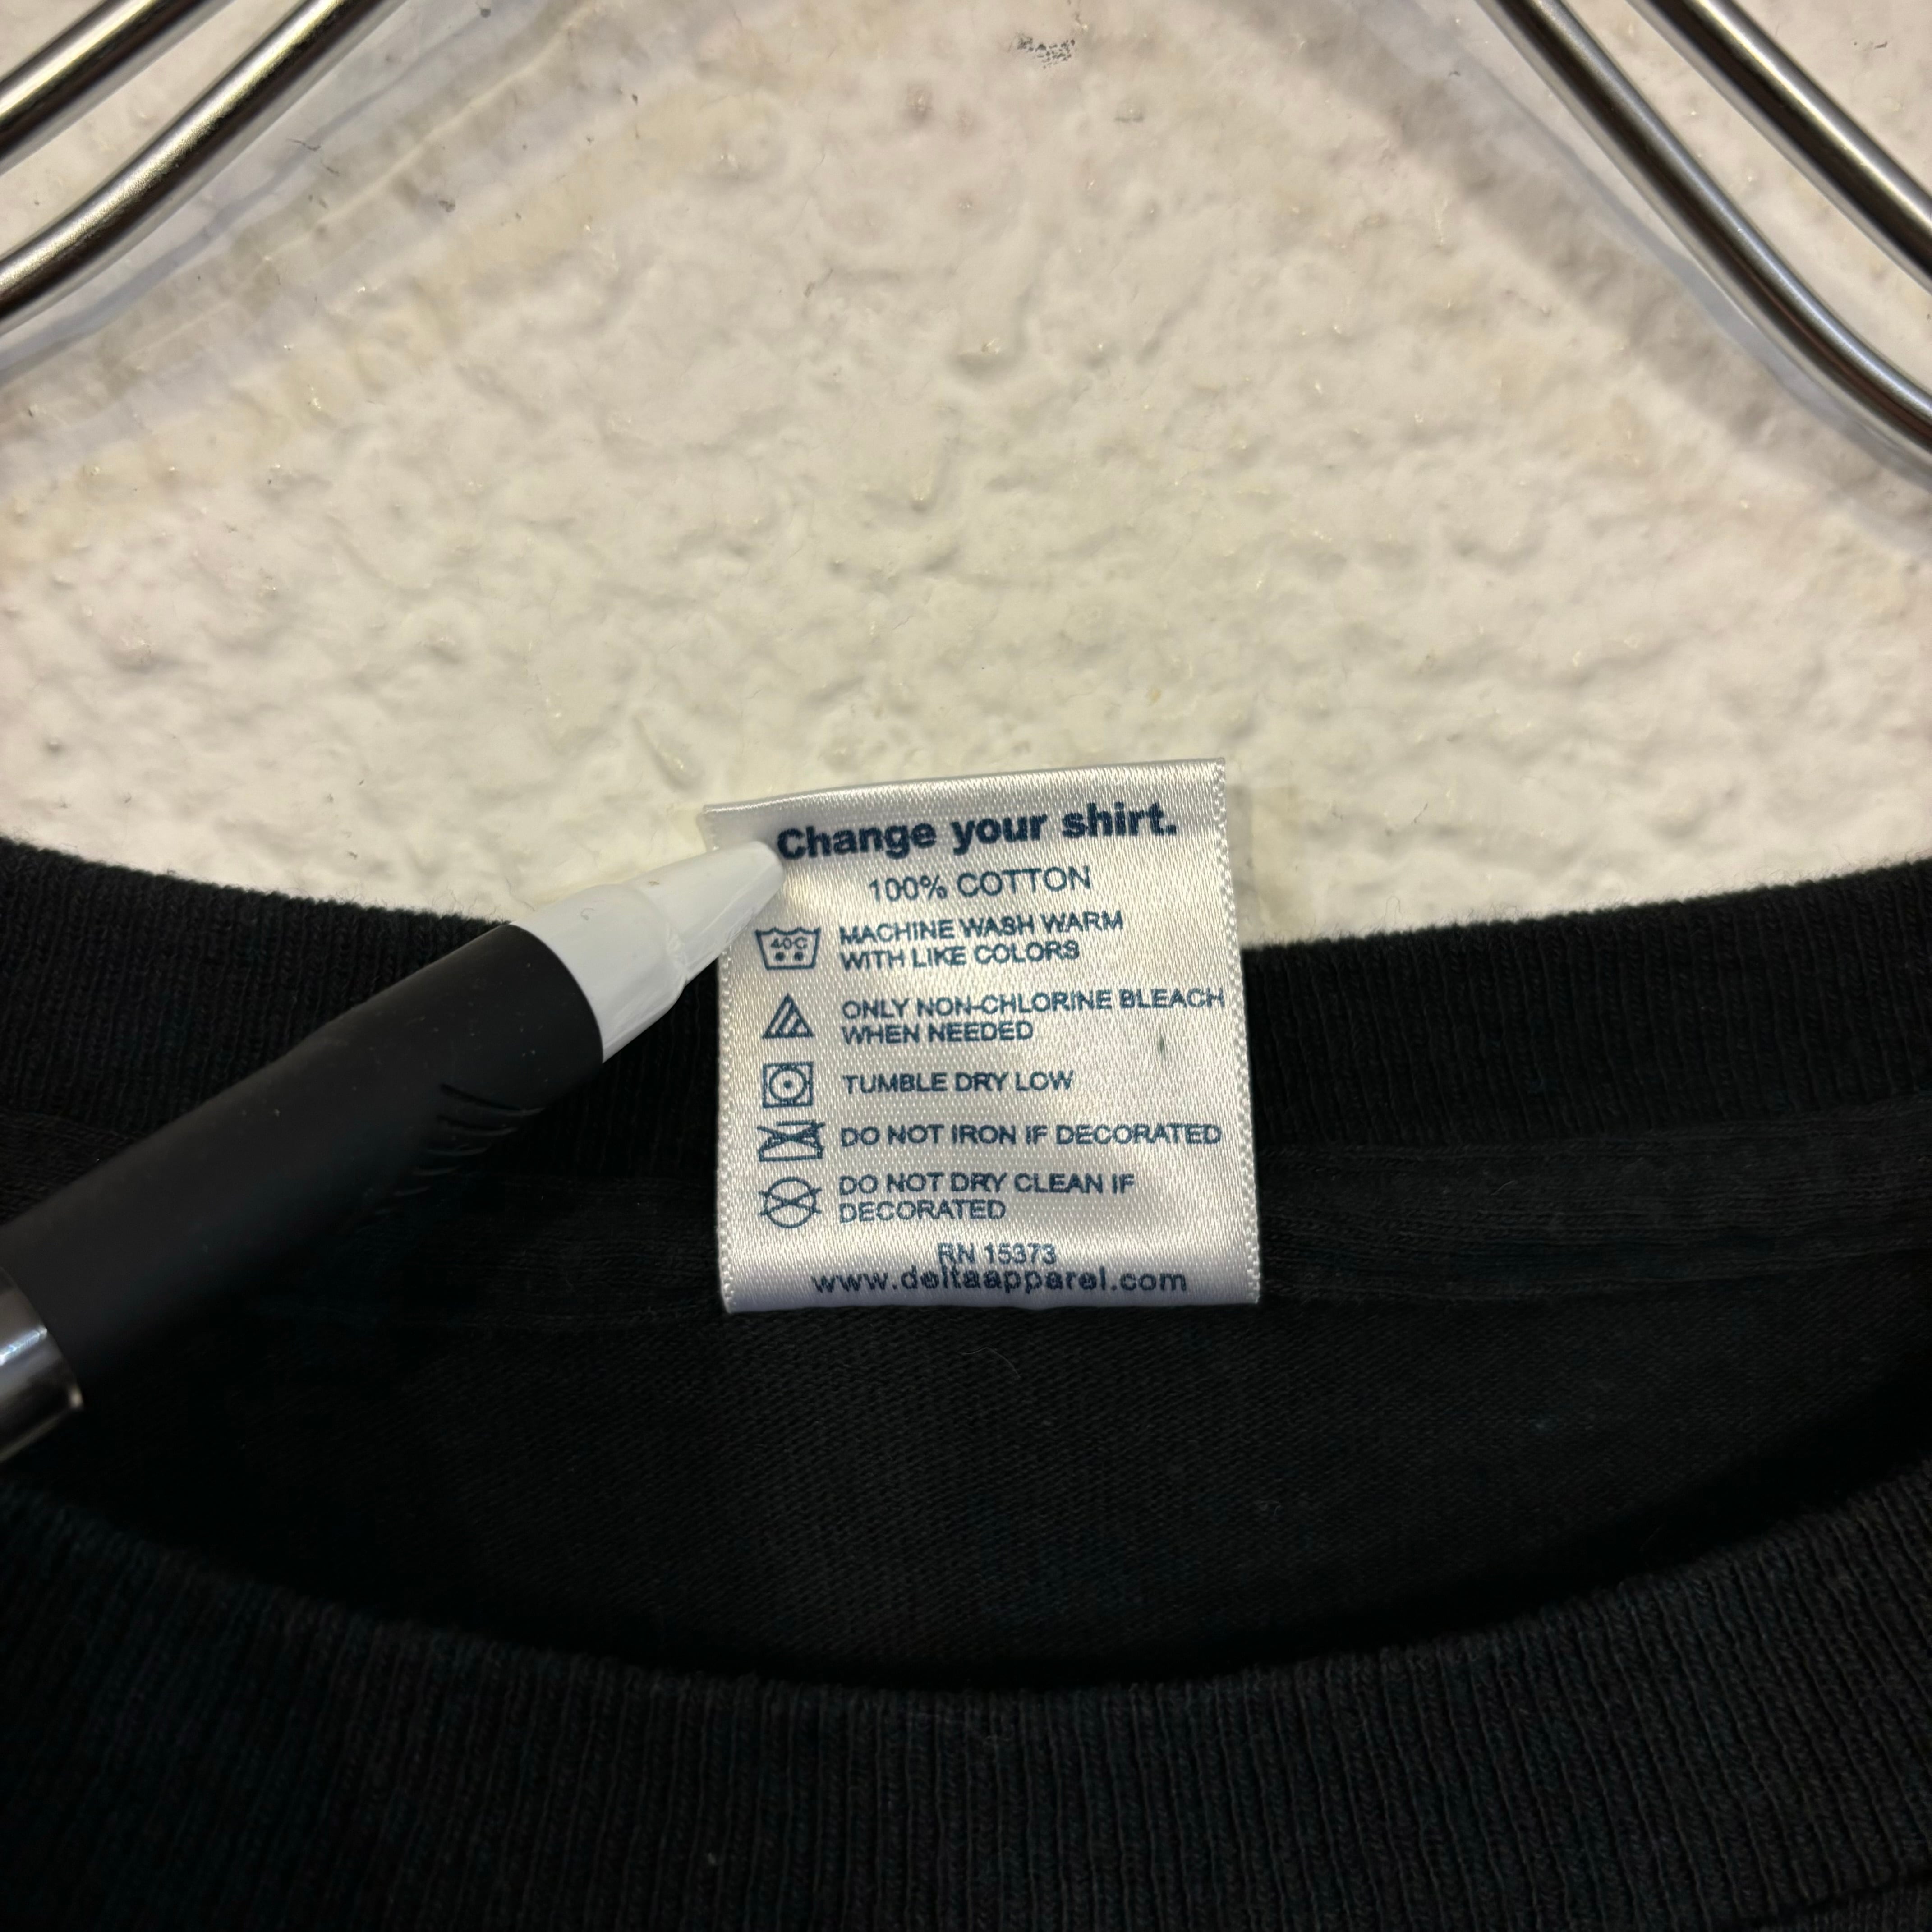 Change your shirt.
100% COTTON
40C
MACHINE WASH WARM
WITH LIKE COLORS
ONLY NON-CHLORINE BLEACH
WHEN NEEDED
TUMBLE DRY LOW
DO NOT IRON IF DECORATED
DO NOT DRY CLEAN IF
DECORATED
RN 15373
www.deltaapparel.com